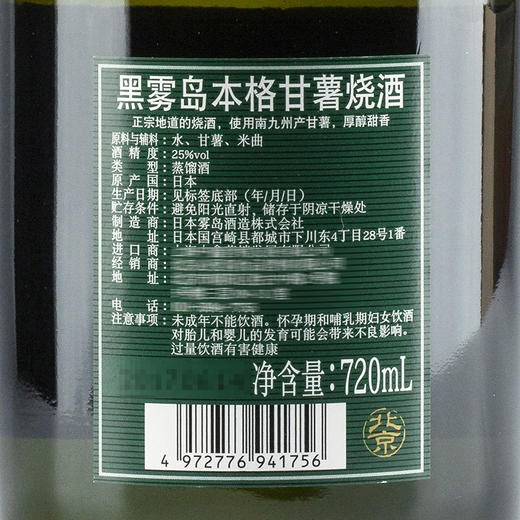 黑雾岛本格甘薯烧酒
正宗地道的烧酒，使用南九州产甘薯，厚醇甜香
原料与辅料：水、甘薯、米曲
酒精度：25%vol
类型：蒸馏酒
原产国：日本
生产日期：见标签底部（年/月/日）
贮存条件：避免阳光直射，储存于阴凉干燥处
制造商：日本雾岛酒造株式会社
地址：日本国宫崎县都城市下川东4丁目28号1番
进口商：
经销商：
电话：
注意事项：未成年不能饮酒。怀孕期和哺乳期妇女饮酒
对胎儿和婴儿的发育可能会带来不良影响。
过量饮酒有害健康
净含量：720mL
北京
4 972776 941756